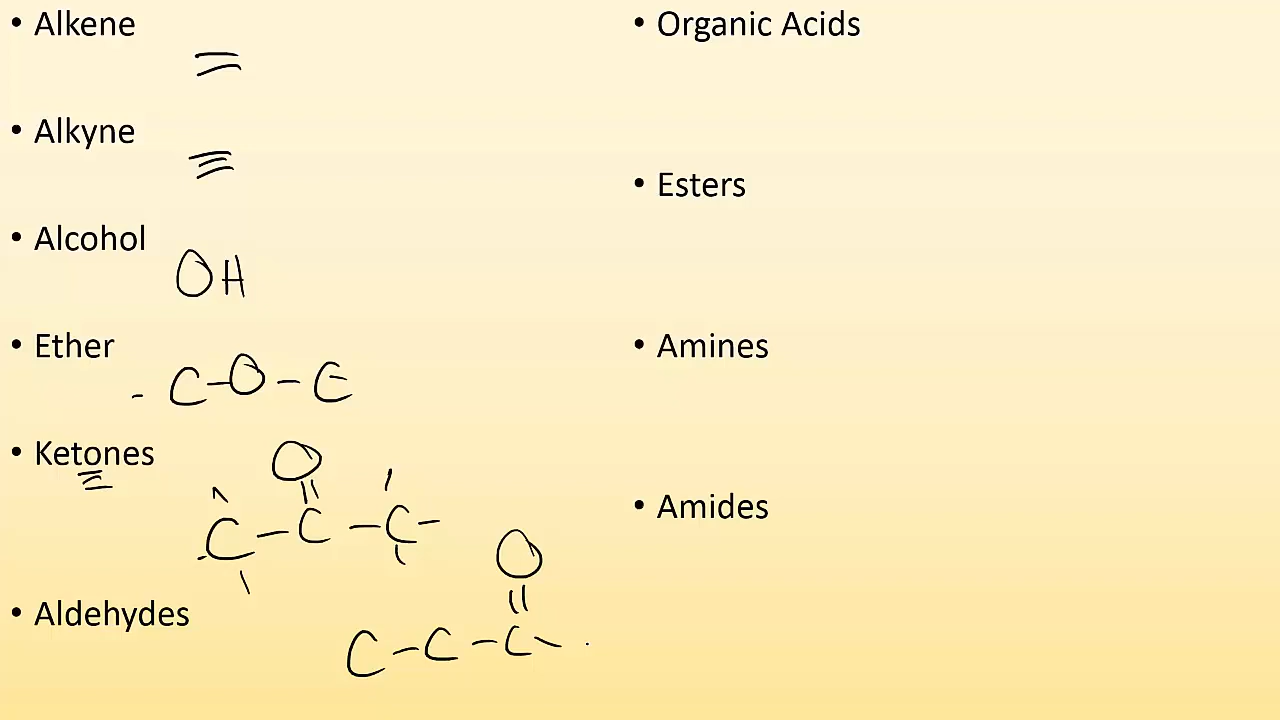 • Alkene
=
• Alkyne
≡
• Alcohol
OH
• Ether
- C-O-C
• Ketones
O
||
C-C-C-
• Aldehydes
O
||
C-C-C-
• Organic Acids
• Esters
• Amines
• Amides